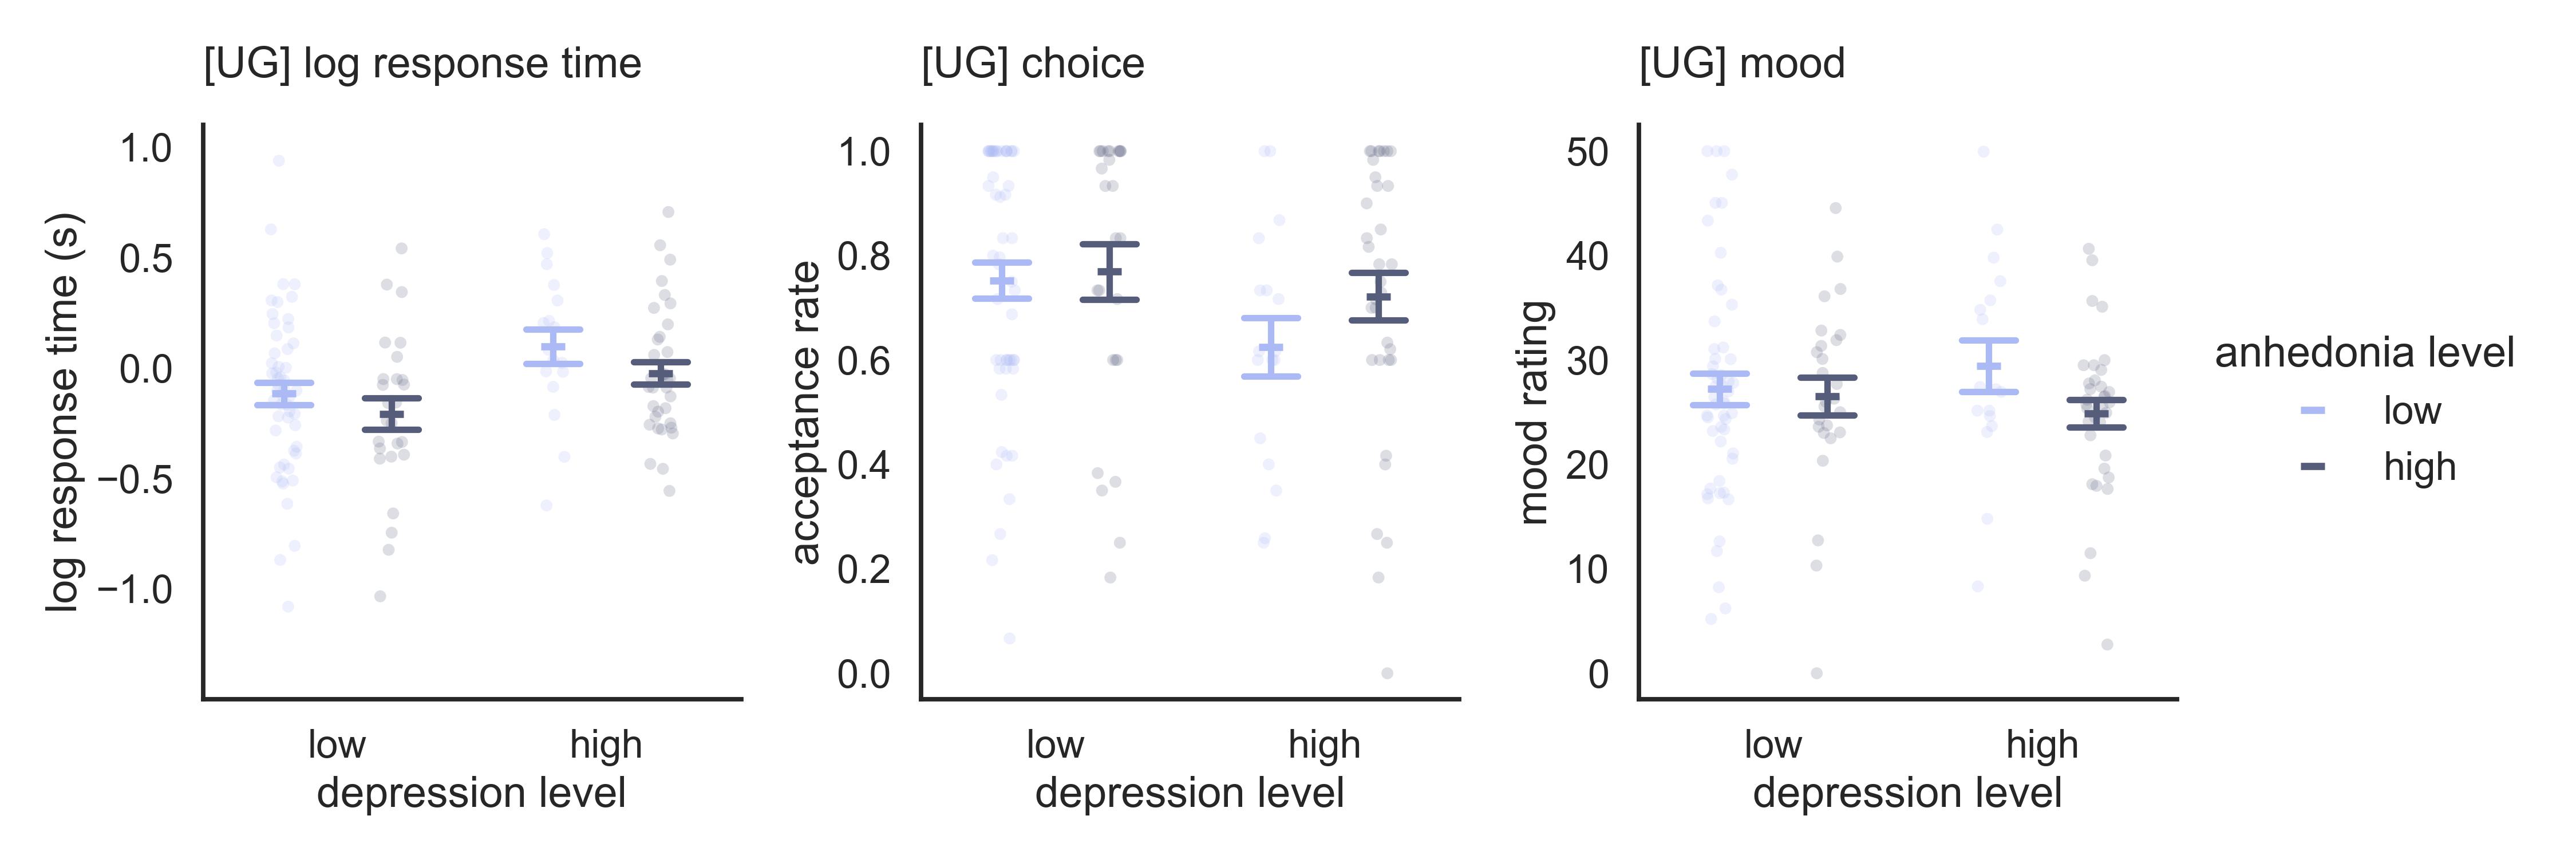 [UG] log response time
log response time (s)
1.0
0.5
0.0
−0.5
−1.0
low
high
depression level
[UG] choice
acceptance rate
1.0
0.8
0.6
0.4
0.2
0.0
low
high
depression level
[UG] mood
mood rating
50
40
30
20
10
0
low
high
depression level
anhedonia level
low
high